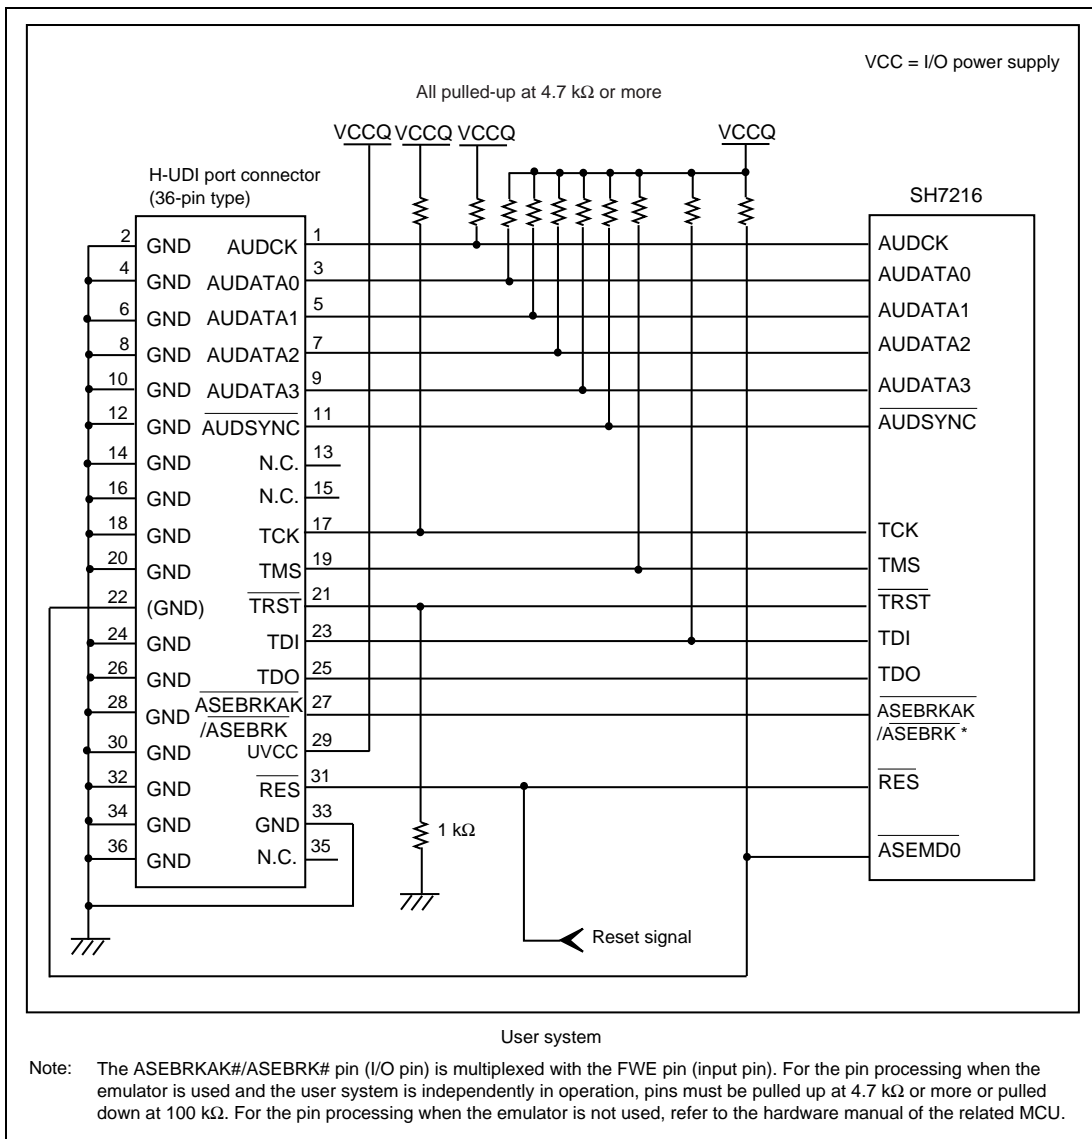 VCC = I/O power supply
All pulled-up at 4.7 kΩ or more
VCCQ VCCQ VCCQ VCCQ
H-UDI port connector
(36-pin type)
SH7216
2 GND AUDCK 1 AUDCK
4 GND AUDATA0 3 AUDATA0
6 GND AUDATA1 5 AUDATA1
8 GND AUDATA2 7 AUDATA2
10 GND AUDATA3 9 AUDATA3
12 GND AUDSYNC 11 AUDSYNC
14 GND N.C. 13
16 GND N.C. 15
18 GND TCK 17 TCK
20 GND TMS 19 TMS
22 (GND) TRST 21 TRST
24 GND TDI 23 TDI
26 GND TDO 25 TDO
28 GND ASEBRKAK 27 ASEBRKAK
/ASEBRK /ASEBRK *
30 GND UVCC 29
32 GND RES 31 RES
34 GND GND 33
1 kΩ
36 GND N.C. 35 ASEMD0
Reset signal
User system
Note: The ASEBRKAK#/ASEBRK# pin (I/O pin) is multiplexed with the FWE pin (input pin). For the pin processing when the
emulator is used and the user system is independently in operation, pins must be pulled up at 4.7 kΩ or more or pulled
down at 100 kΩ. For the pin processing when the emulator is not used, refer to the hardware manual of the related MCU.